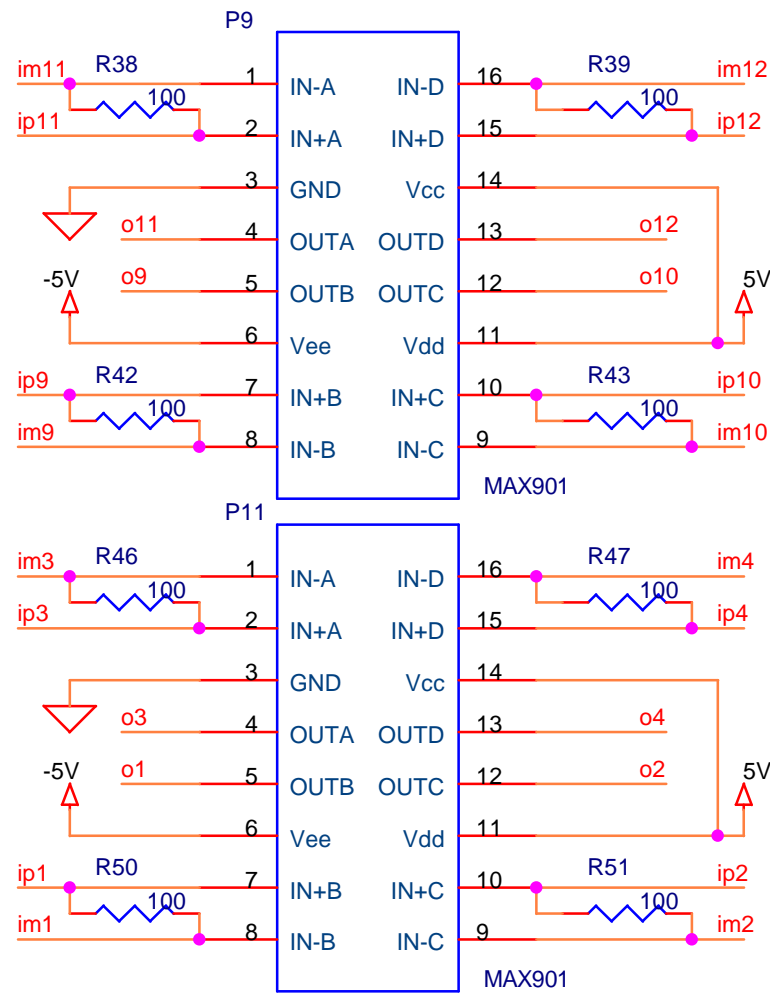 P9
im11 R38 1 IN-A IN-D 16 R39 im12
100 100
ip11 2 IN+A IN+D 15 ip12
3 GND Vcc 14
o11 4 OUTA OUTD 13 o12
-5V o9 5 OUTB OUTC 12 o10 5V
6 Vee Vdd 11
ip9 R42 7 IN+B IN+C 10 R43 ip10
100 100
im9 8 IN-B IN-C 9 im10
MAX901
P11
im3 R46 1 IN-A IN-D 16 R47 im4
100 100
ip3 2 IN+A IN+D 15 ip4
3 GND Vcc 14
o3 4 OUTA OUTD 13 o4
-5V o1 5 OUTB OUTC 12 o2 5V
6 Vee Vdd 11
ip1 R50 7 IN+B IN+C 10 R51 ip2
100 100
im1 8 IN-B IN-C 9 im2
MAX901